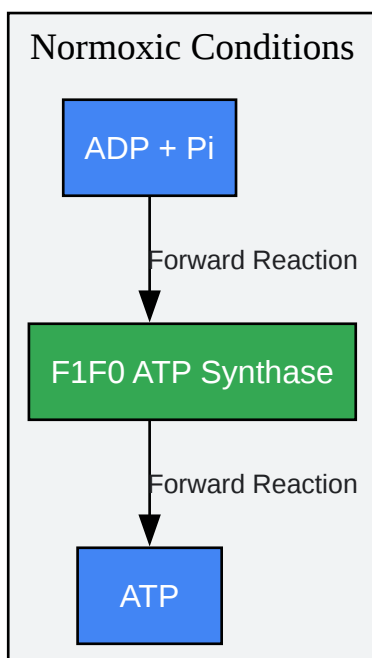 Normoxic Conditions
ADP + Pi
Forward Reaction
F1F0 ATP Synthase
Forward Reaction
ATP